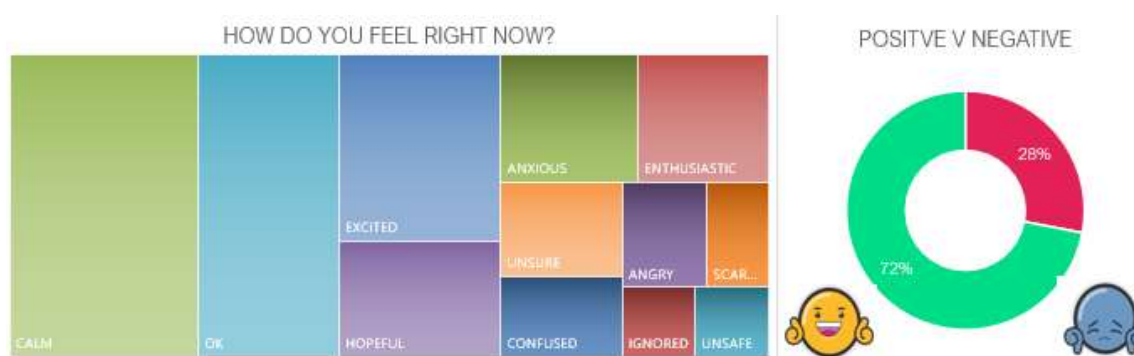 HOW DO YOU FEEL RIGHT NOW?
CALM
OK
EXCITED
HOPEFUL
ANXIOUS
ENTHUSIASTIC
UNSURE
CONFUSED
ANGRY
SCAR...
IGNORED
UNSAFE
POSITVE V NEGATIVE
28%
72%